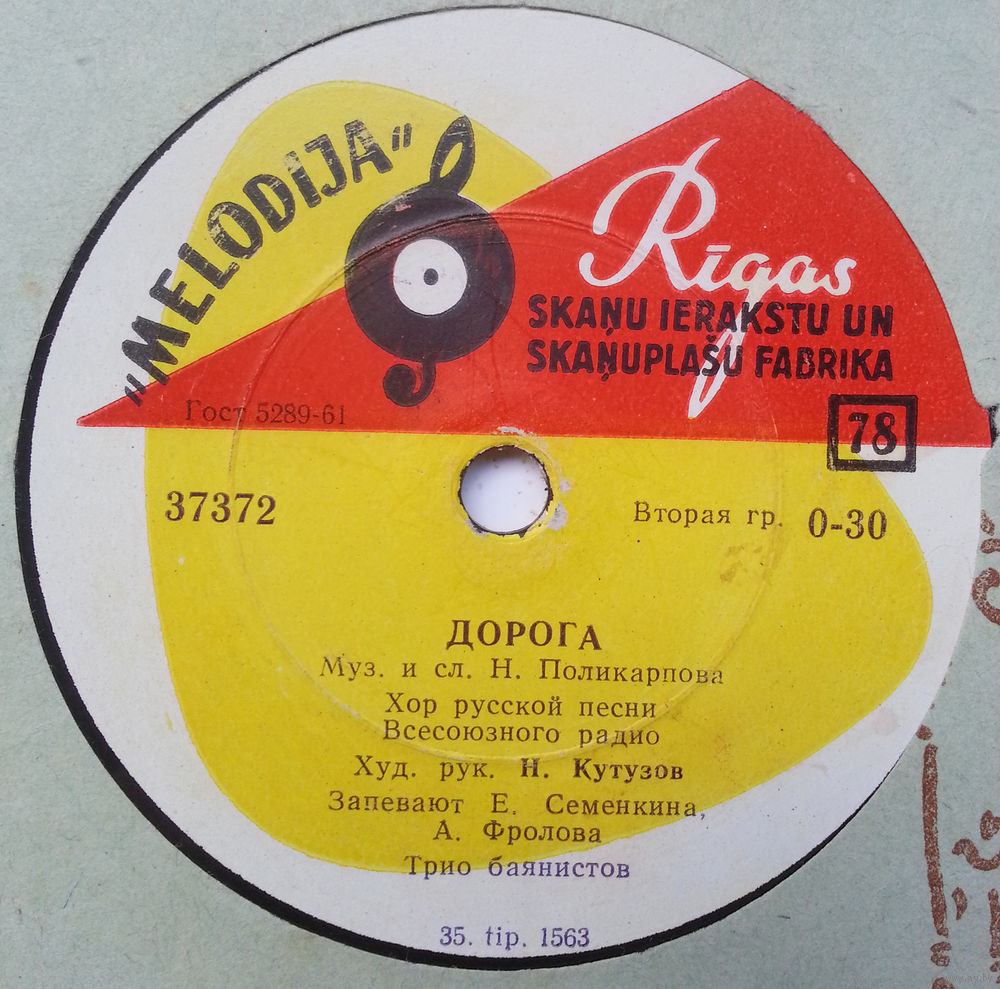 "MELODIJA"
Rīgas
SKAŅU IERAKSTU UN
SKAŅUPLAŠU FABRIKA
Гост 5289-61
78
37372
Вторая гр. 0-30
ДОРОГА
Муз. и сл. Н. Поликарпова
Хор русской песни
Всесоюзного радио
Худ. рук. Н. Кутузов
Запевают Е. Семенкина,
А. Фролова
Трио баянистов
35. tip. 1563